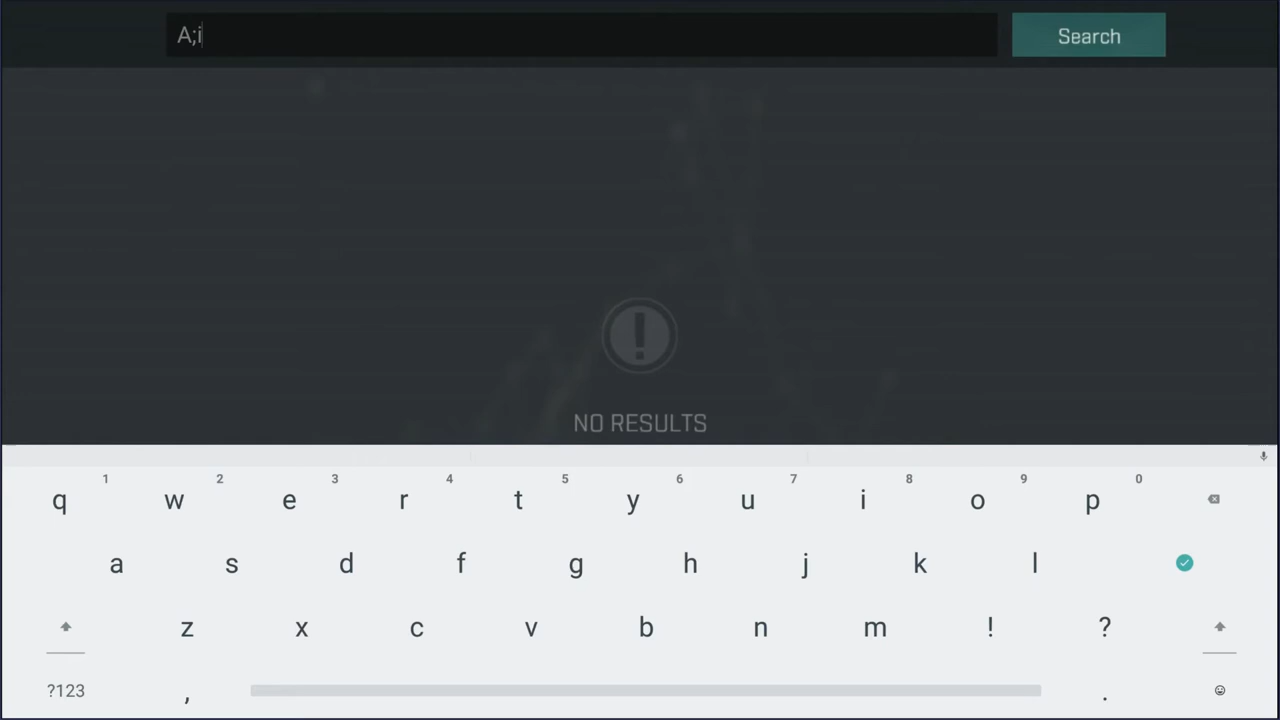 A;i
Search
NO RESULTS
1 2 3 4 5 6 7 8 9 0
q w e r t y u i o p
a s d f g h j k l
z x c v b n m ! ?
?123 , .